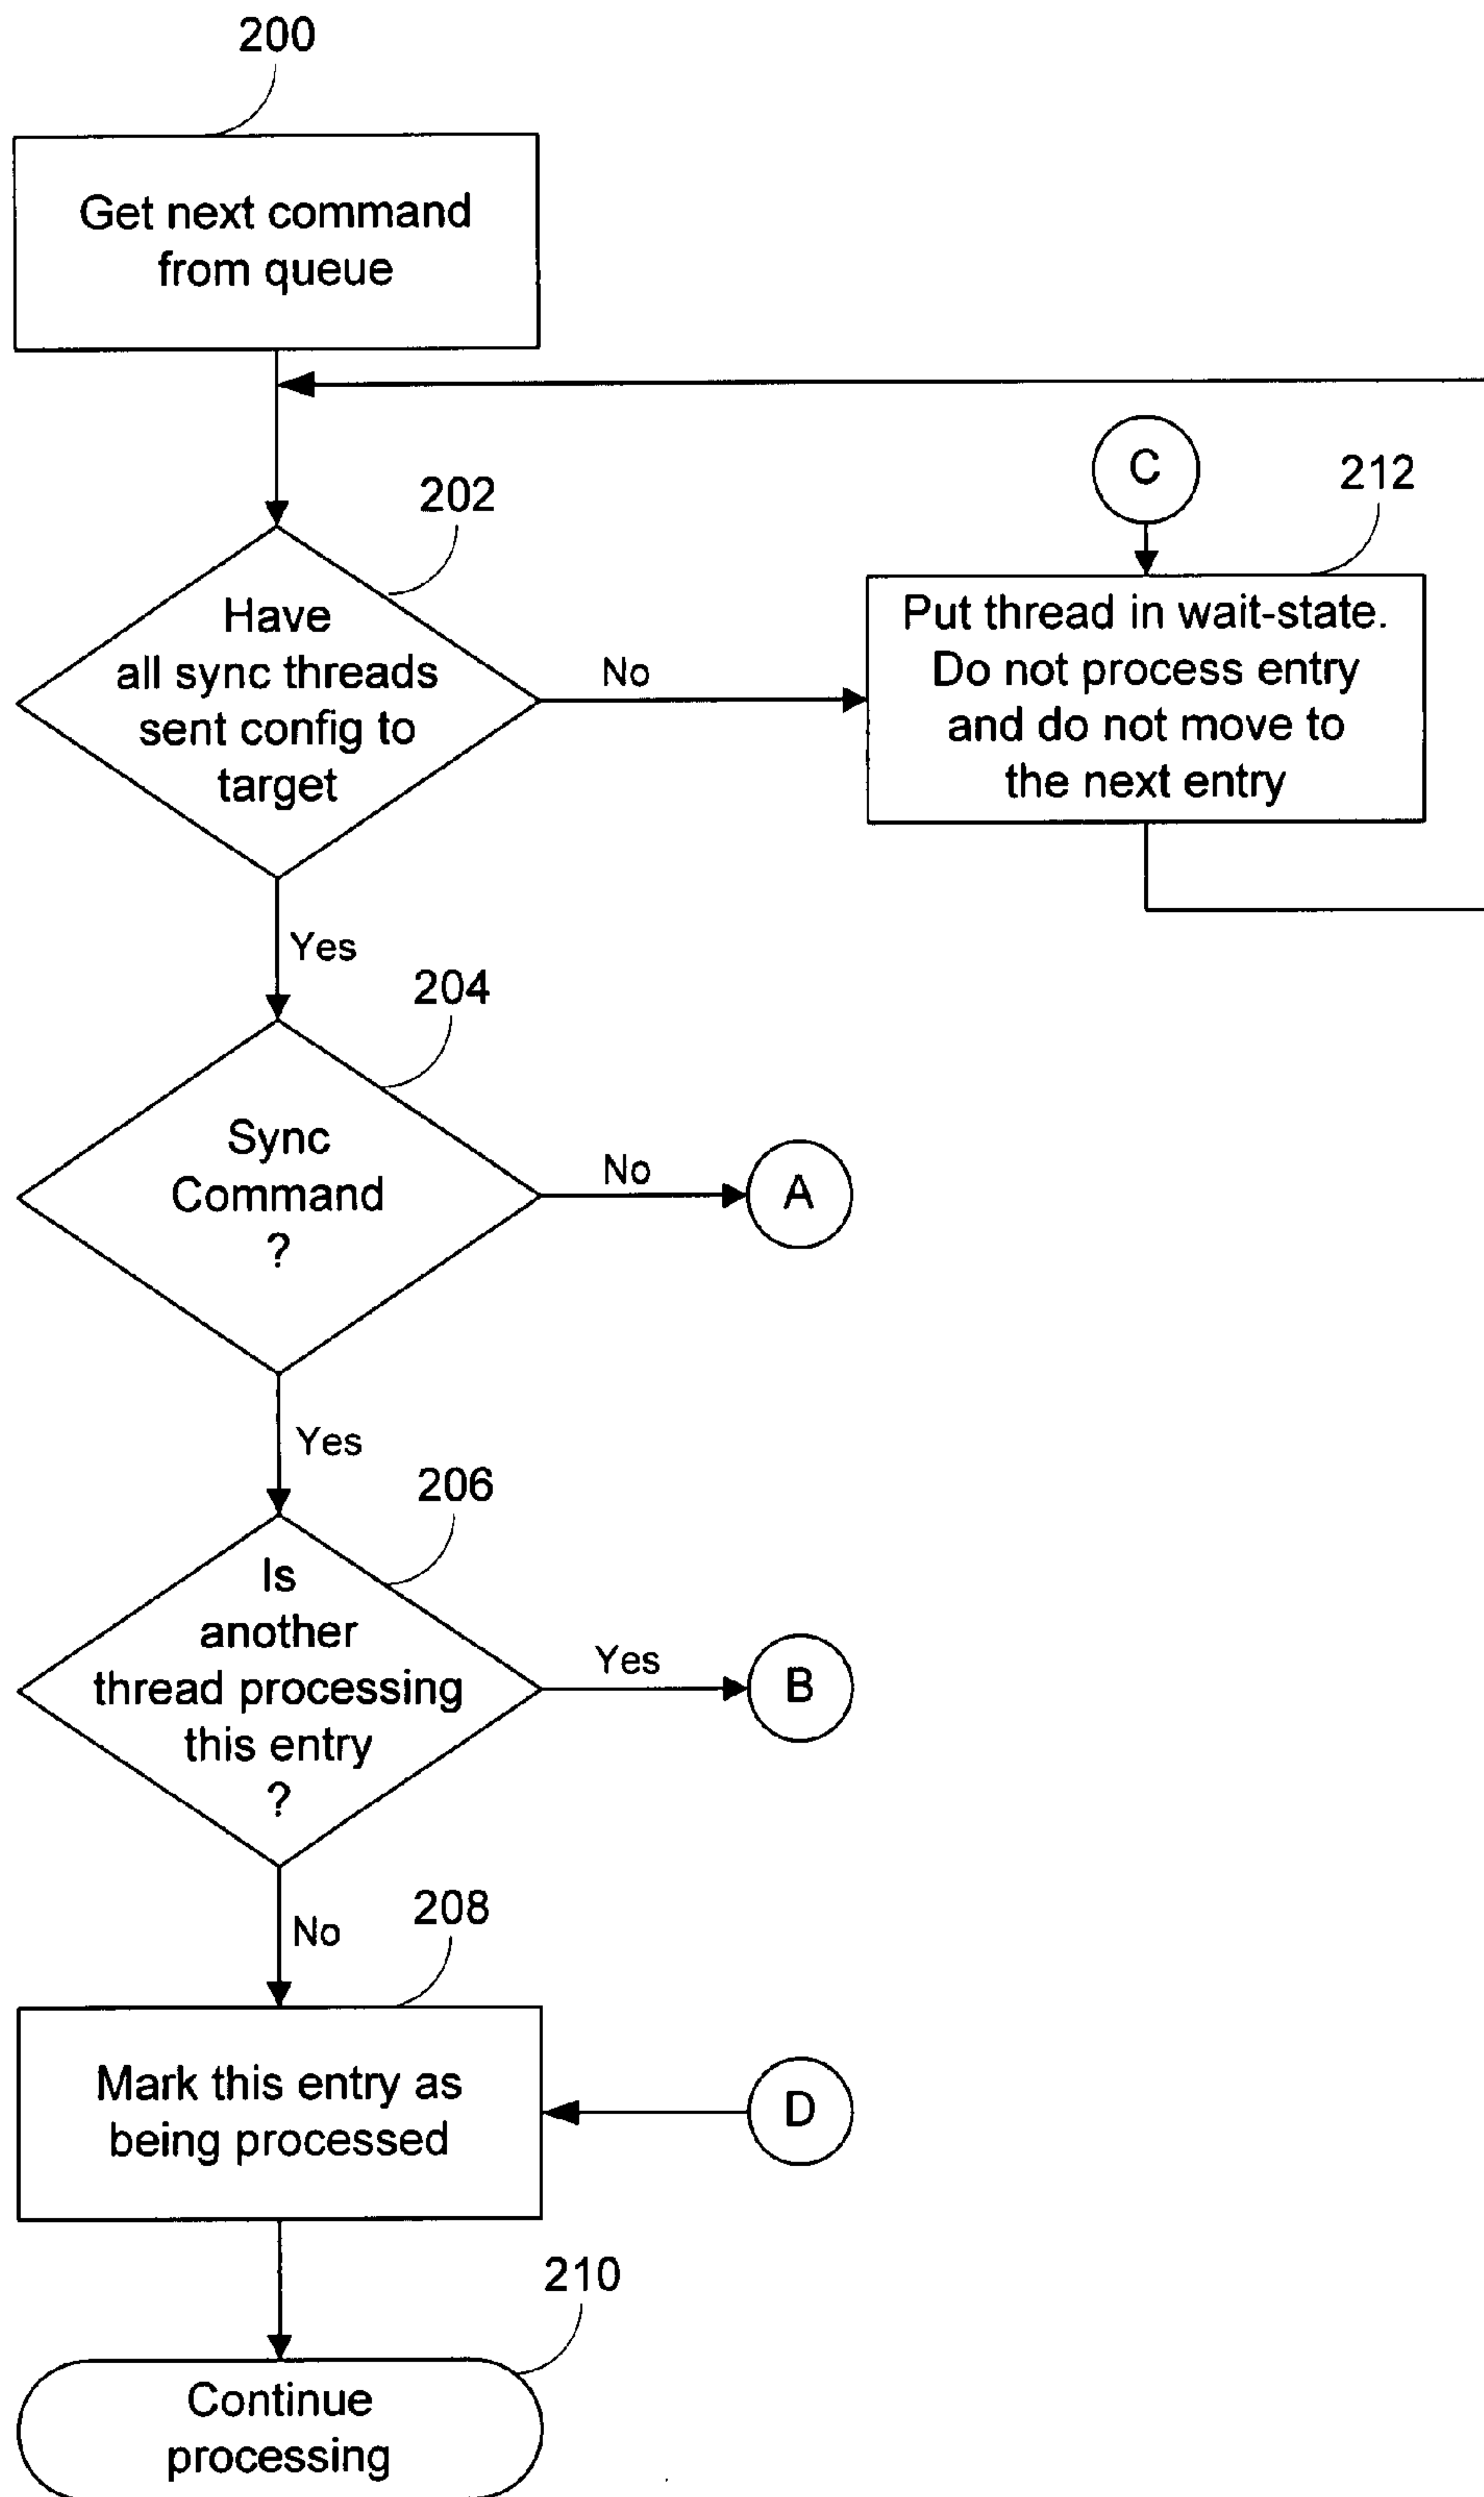 200
Get next command
from queue
202
Have
all sync threads
sent config to
target
No
C
212
Put thread in wait-state.
Do not process entry
and do not move to
the next entry
Yes
204
Sync
Command
?
No
A
Yes
206
Is
another
thread processing
this entry
?
Yes
B
No
208
Mark this entry as
being processed
D
210
Continue
processing